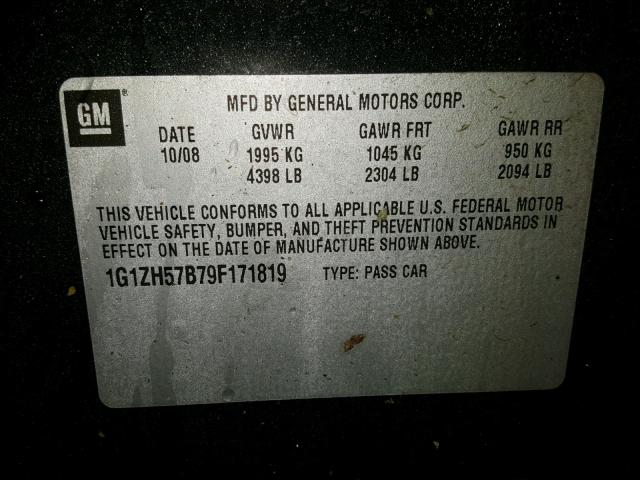 GM ®
MFD BY GENERAL MOTORS CORP.
DATE GVWR GAWR FRT GAWR RR
10/08 1995 KG 1045 KG 950 KG
4398 LB 2304 LB 2094 LB
THIS VEHICLE CONFORMS TO ALL APPLICABLE U.S. FEDERAL MOTOR
VEHICLE SAFETY, BUMPER, AND THEFT PREVENTION STANDARDS IN
EFFECT ON THE DATE OF MANUFACTURE SHOWN ABOVE.
1G1ZH57B79F171819 TYPE: PASS CAR